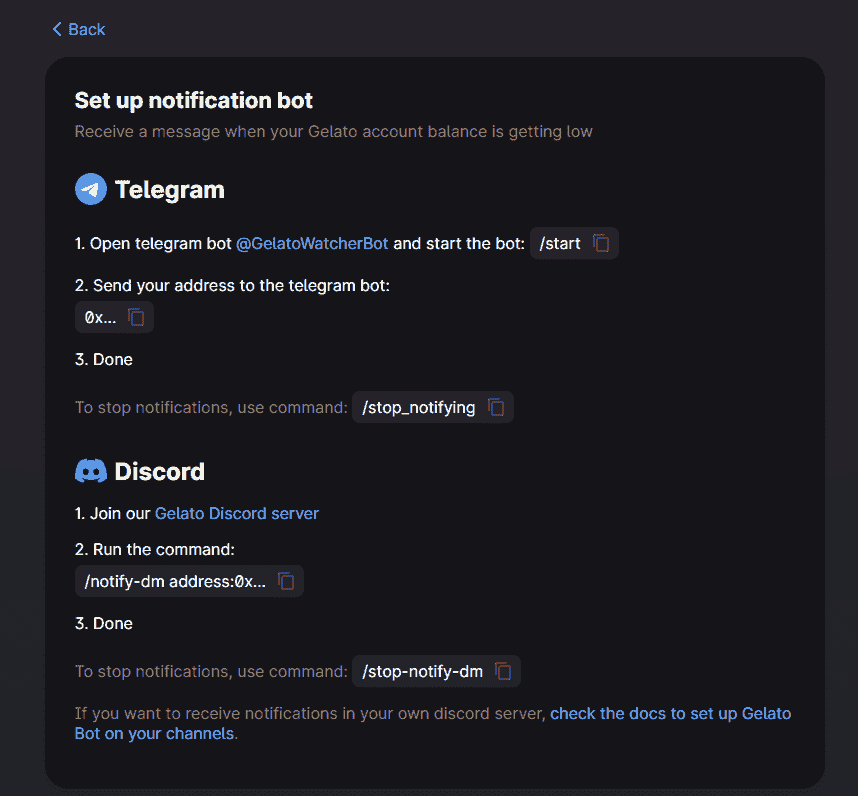 Back
Set up notification bot
Receive a message when your Gelato account balance is getting low
Telegram
1. Open telegram bot @GelatoWatcherBot and start the bot: /start
2. Send your address to the telegram bot:
0x...
3. Done
To stop notifications, use command: /stop_notifying
Discord
1. Join our Gelato Discord server
2. Run the command:
/notify-dm address:0x...
3. Done
To stop notifications, use command: /stop-notify-dm
If you want to receive notifications in your own discord server, check the docs to set up Gelato
Bot on your channels.